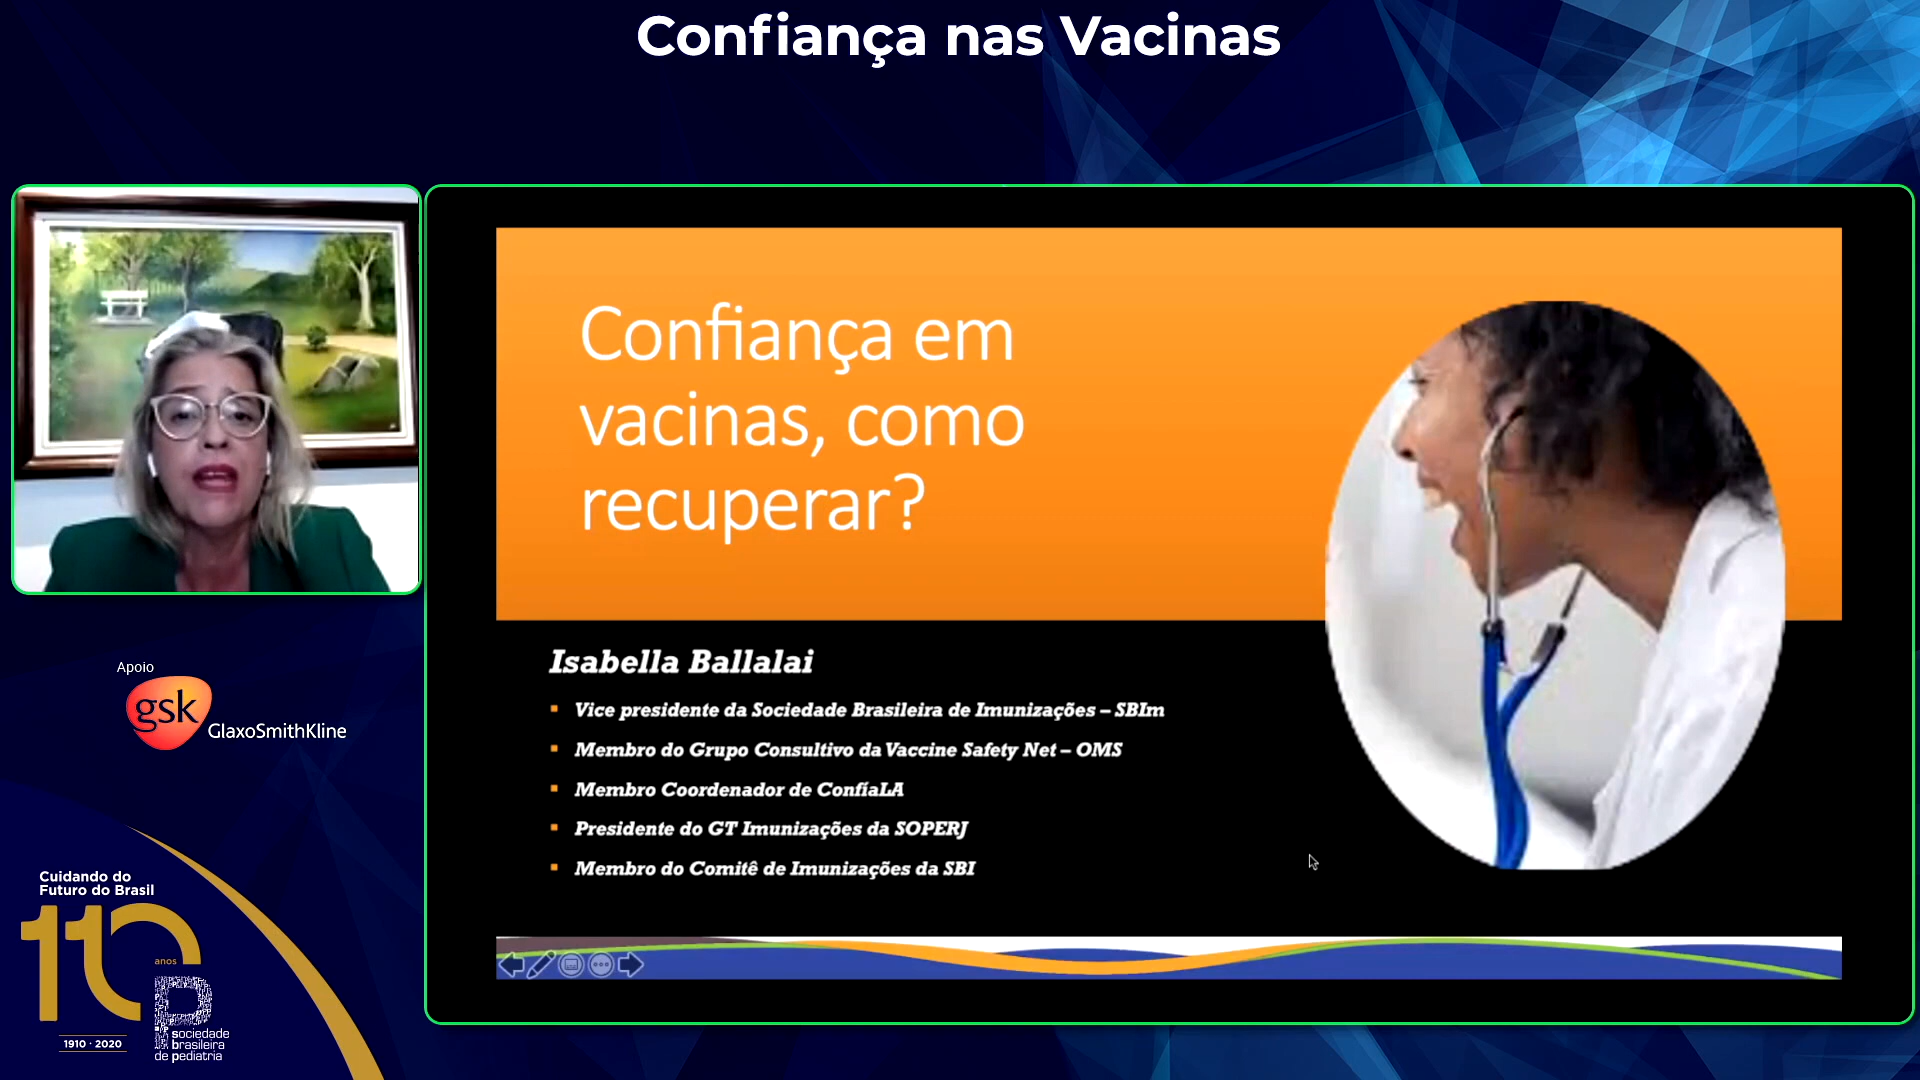 Confiança nas Vacinas
Confiança em
vacinas, como
recuperar?
Isabella Ballalai
Vice presidente da Sociedade Brasileira de Imunizações – SBIm
Membro do Grupo Consultivo da Vaccine Safety Net – OMS
Membro Coordenador de ConfíaLA
Presidente do GT Imunizações da SOPERJ
Membro do Comitê de Imunizações da SBI
Apoio
gsk
GlaxoSmithKline
Cuidando do
Futuro do Brasil
110
anos
1910 · 2020
sociedade
brasileira
de pediatria